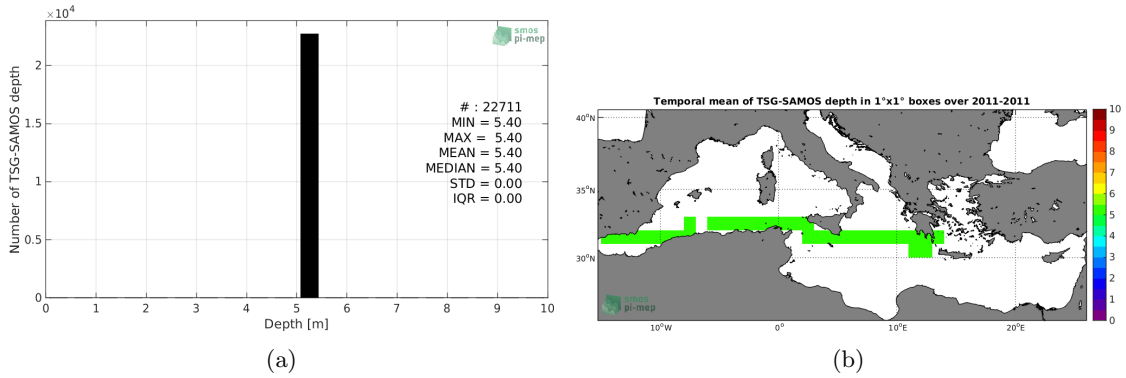 ×10⁴
2
1.5
1
0.5
0
Number of TSG-SAMOS depth
smos
pi-mep
# : 22711
MIN = 5.40
MAX = 5.40
MEAN = 5.40
MEDIAN = 5.40
STD = 0.00
IQR = 0.00
0 1 2 3 4 5 6 7 8 9 10
Depth [m]
(a)
Temporal mean of TSG-SAMOS depth in 1°x1° boxes over 2011-2011
40°N
35°N
30°N
smos
pi-mep
10°W 0° 10°E 20°E
10
9
8
7
6
5
4
3
2
1
0
(b)